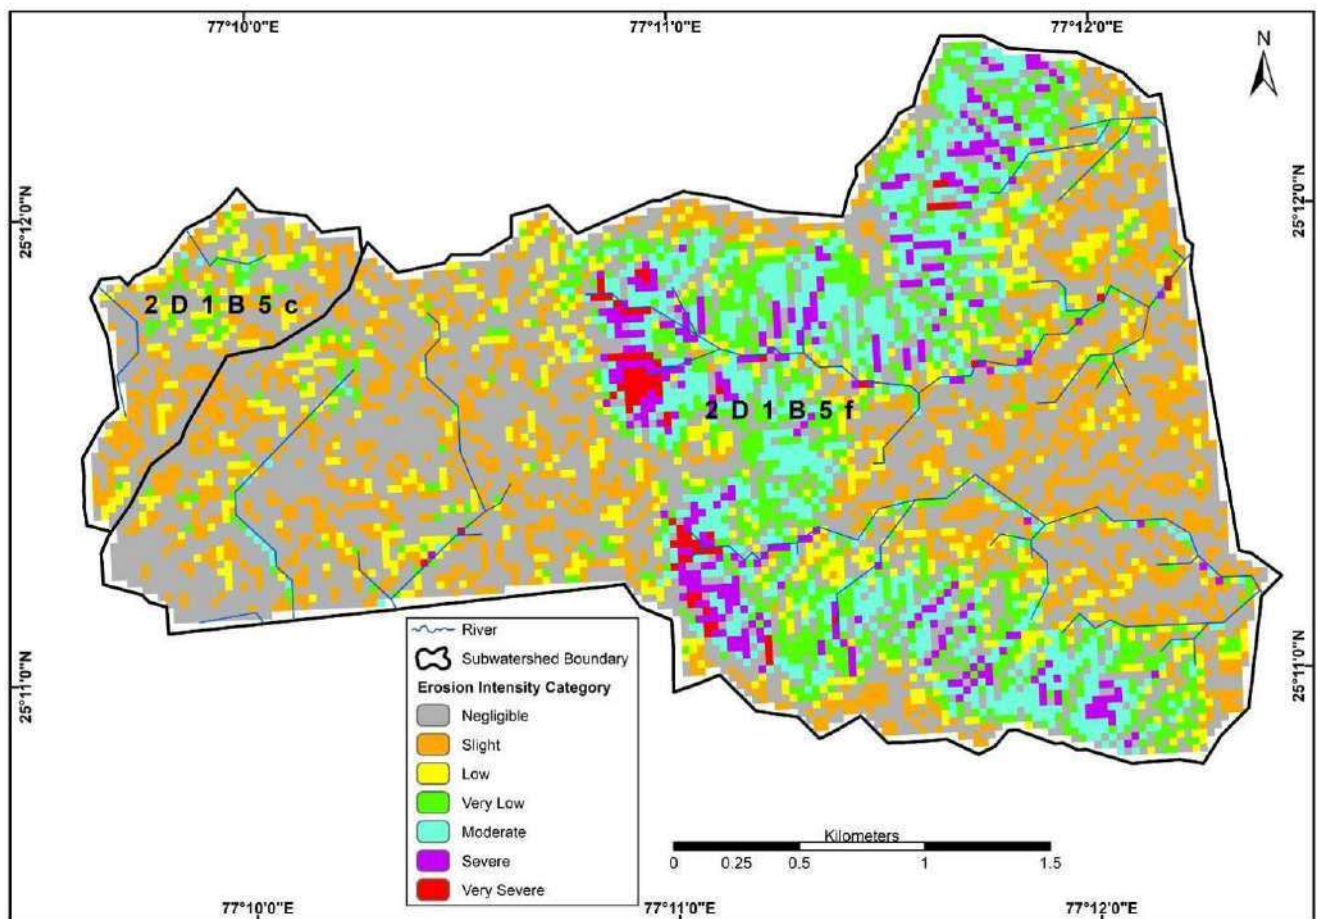 77°10'0"E 77°11'0"E 77°12'0"E
N
25°12'0"N
25°12'0"N
2 D 1 B 5 c
2 D 1 B 5 f
25°11'0"N
25°11'0"N
River
Subwatershed Boundary
Erosion Intensity Category
Negligible
Slight
Low
Very Low
Moderate
Severe
Very Severe
Kilometers
0 0.25 0.5 1 1.5
77°10'0"E 77°11'0"E 77°12'0"E